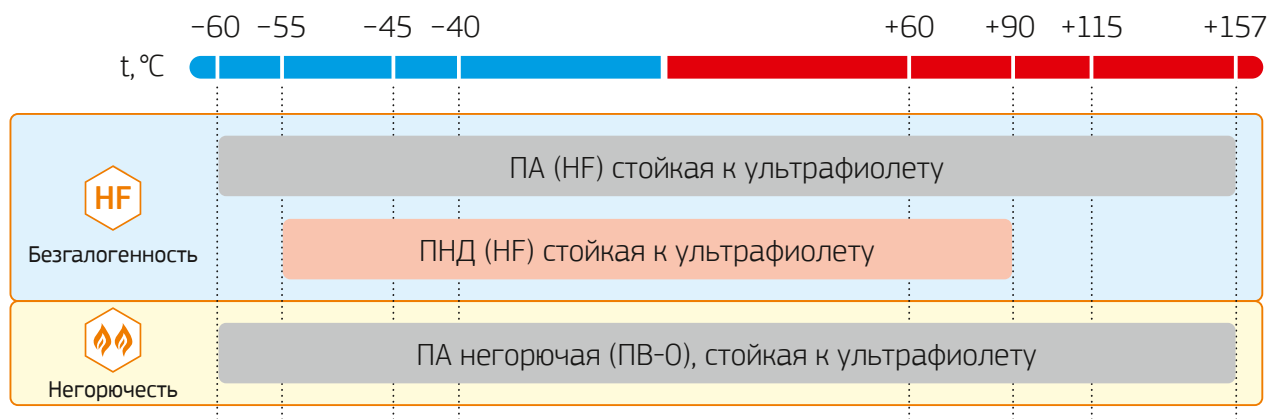 −60 −55 −45 −40 +60 +90 +115 +157
t, °C
ПА (HF) стойкая к ультрафиолету
HF
Безгалогенность
ПНД (HF) стойкая к ультрафиолету
ПА негорючая (ПВ-0), стойкая к ультрафиолету
Негорючесть